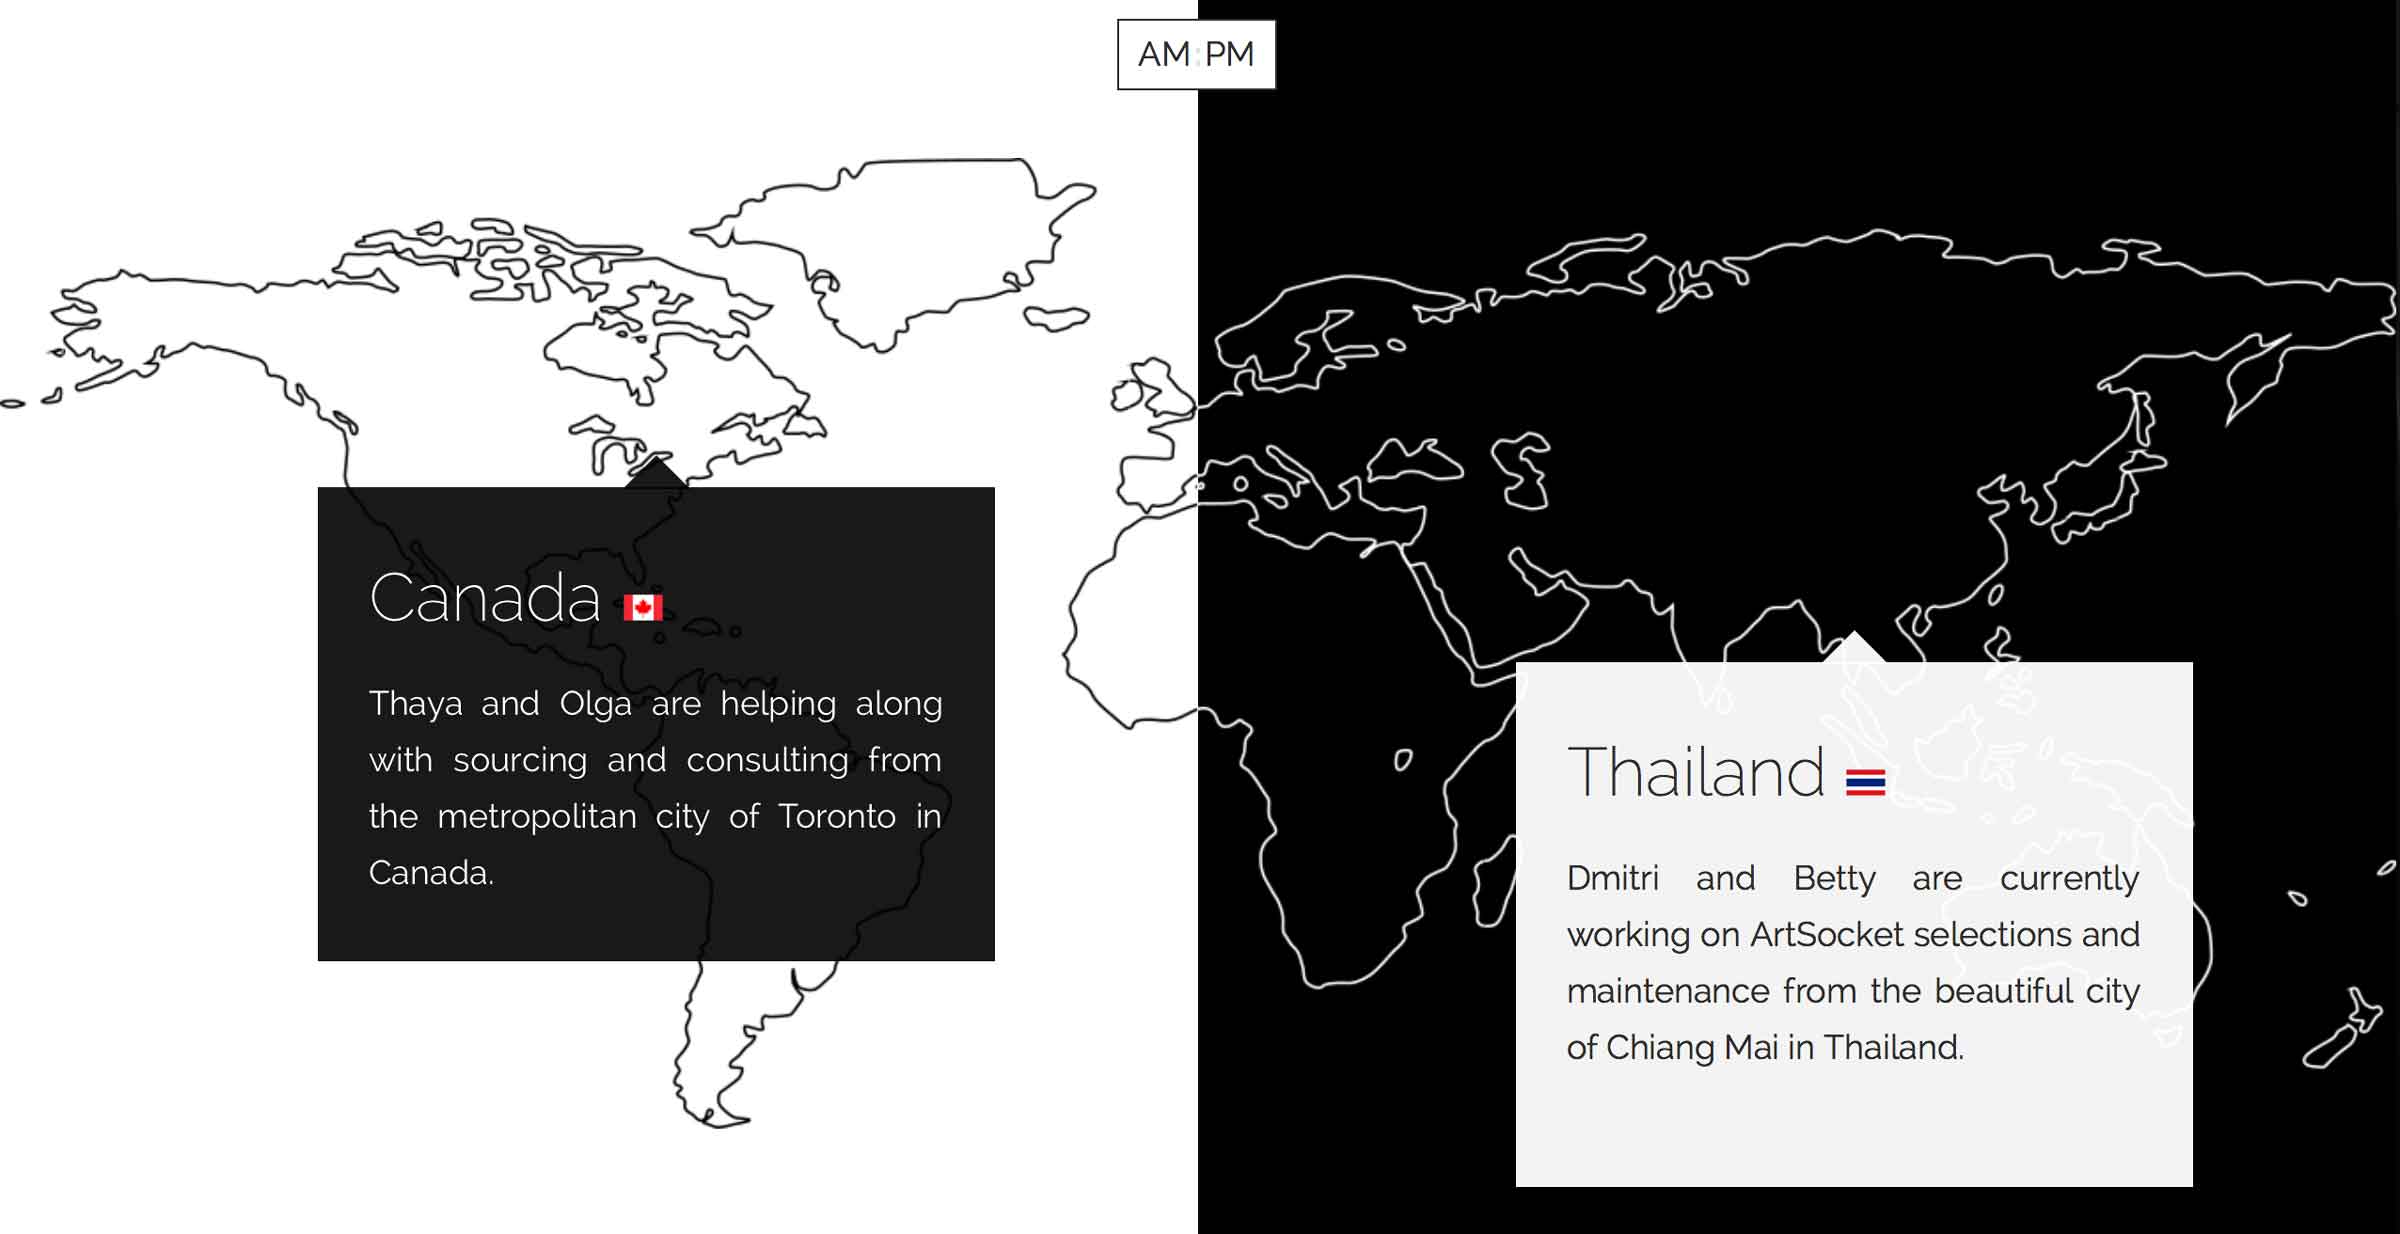 AM:PM
Canada
Thaya and Olga are helping along
with sourcing and consulting from
the metropolitan city of Toronto in
Canada.
Thailand
Dmitri and Betty are currently
working on ArtSocket selections and
maintenance from the beautiful city
of Chiang Mai in Thailand.